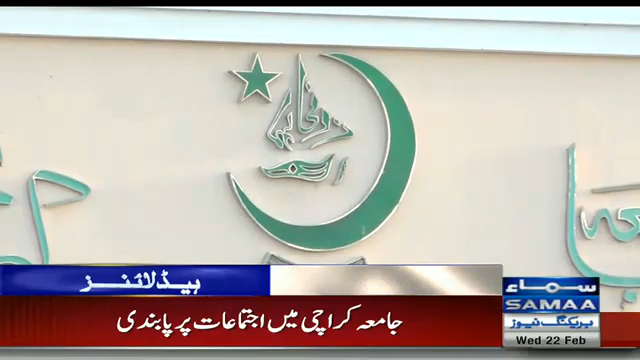 ہیڈلائنز
جامعہ کراچی میں اجتماعات پر پابندی
سماء
SAMAA
بریکنگ نیوز
Wed 22 Feb